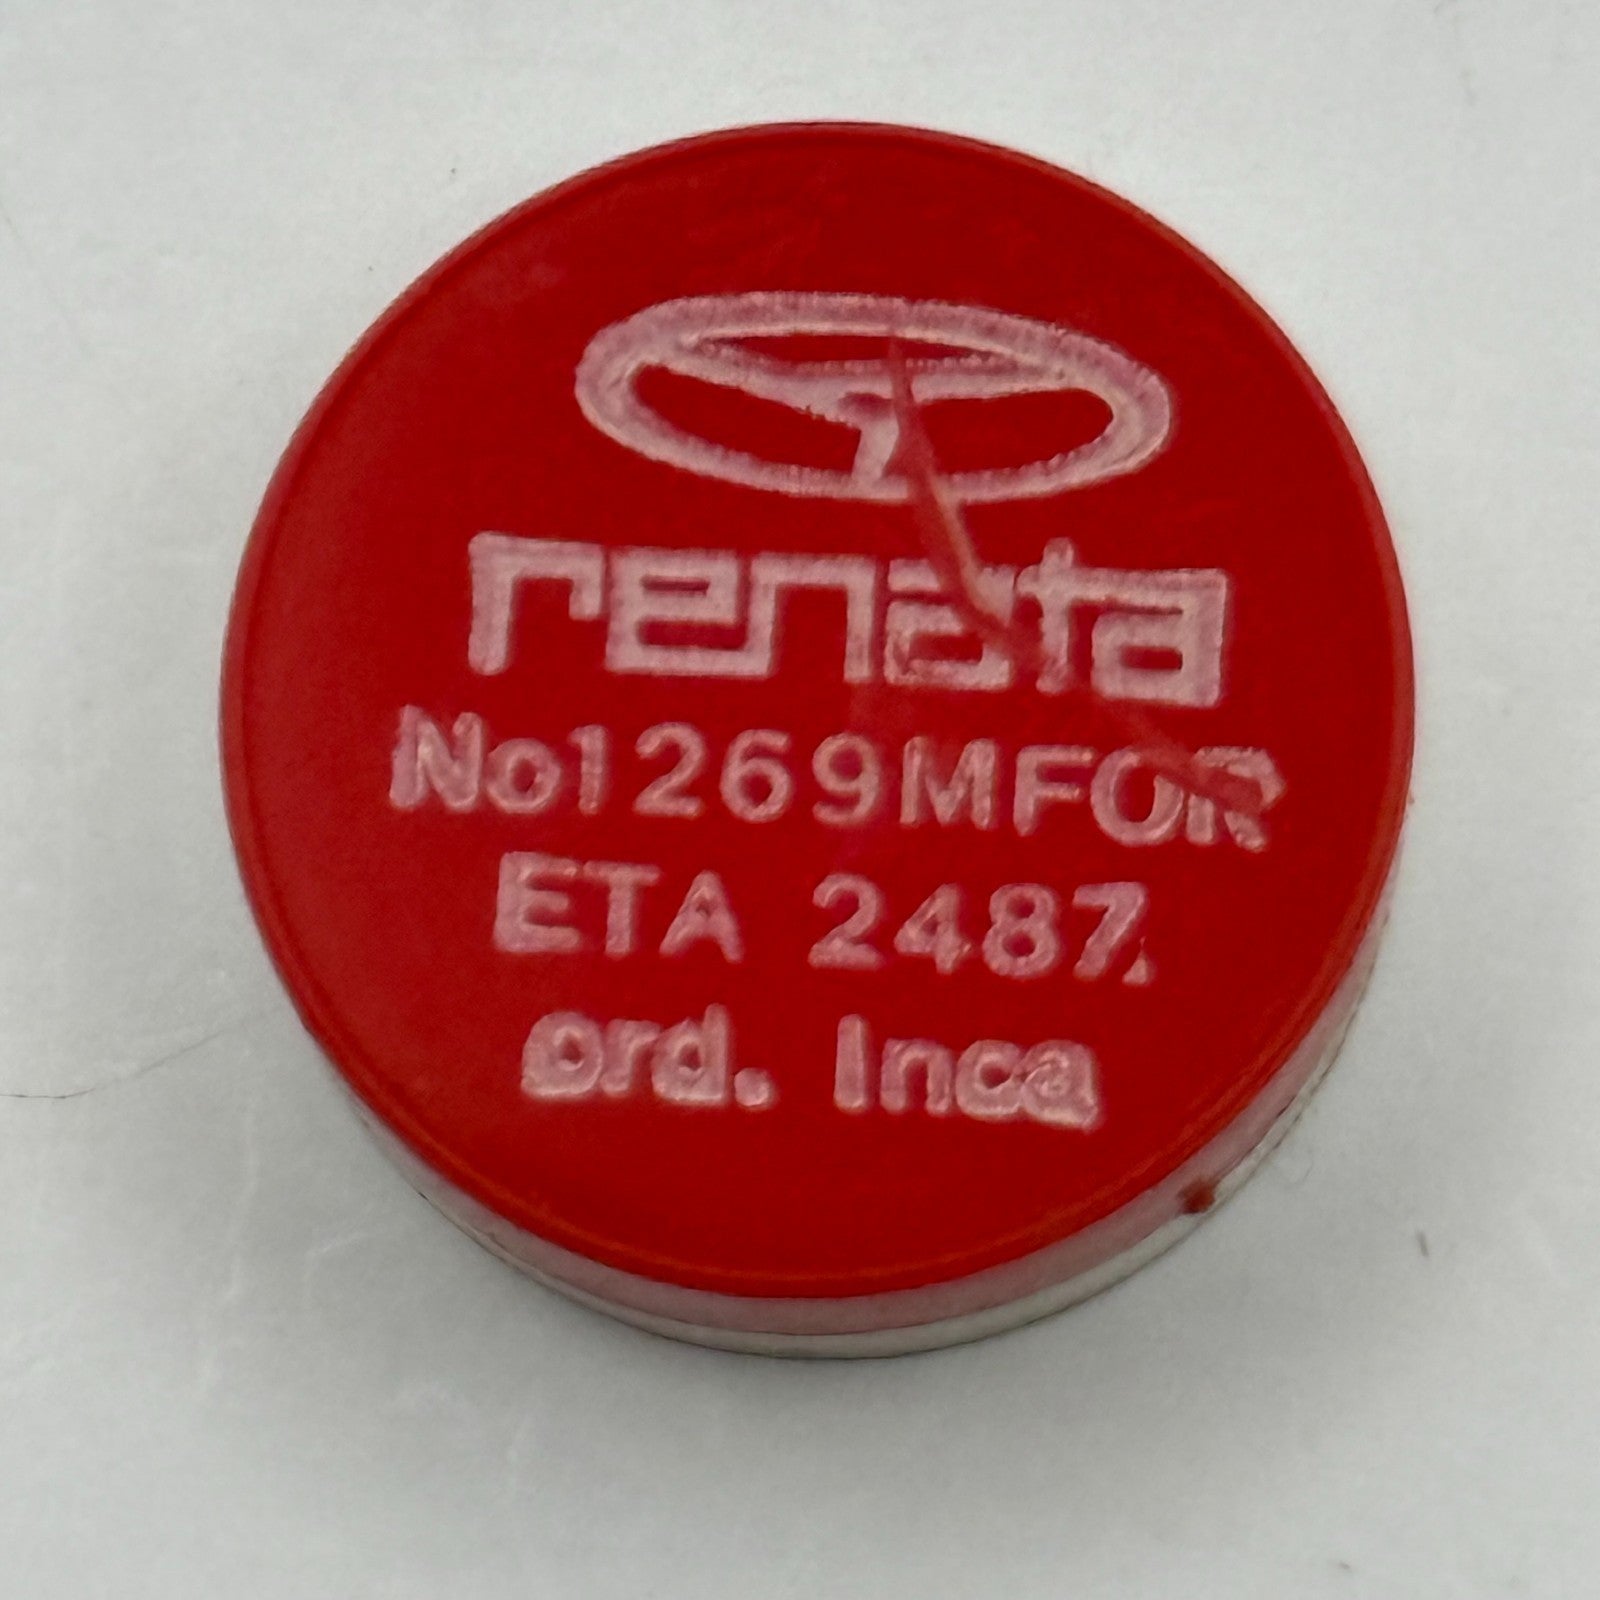 renata
No1269MFOR
ETA 2487.
ord. Inca